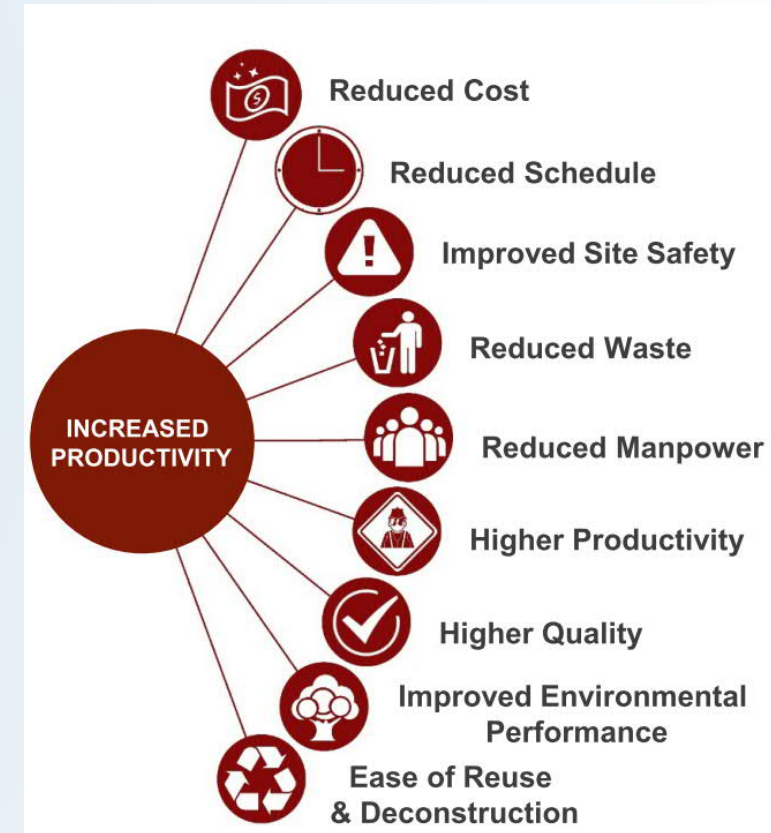 Reduced Cost
Reduced Schedule
Improved Site Safety
Reduced Waste
INCREASED
PRODUCTIVITY
Reduced Manpower
Higher Productivity
Higher Quality
Improved Environmental
Performance
Ease of Reuse
& Deconstruction